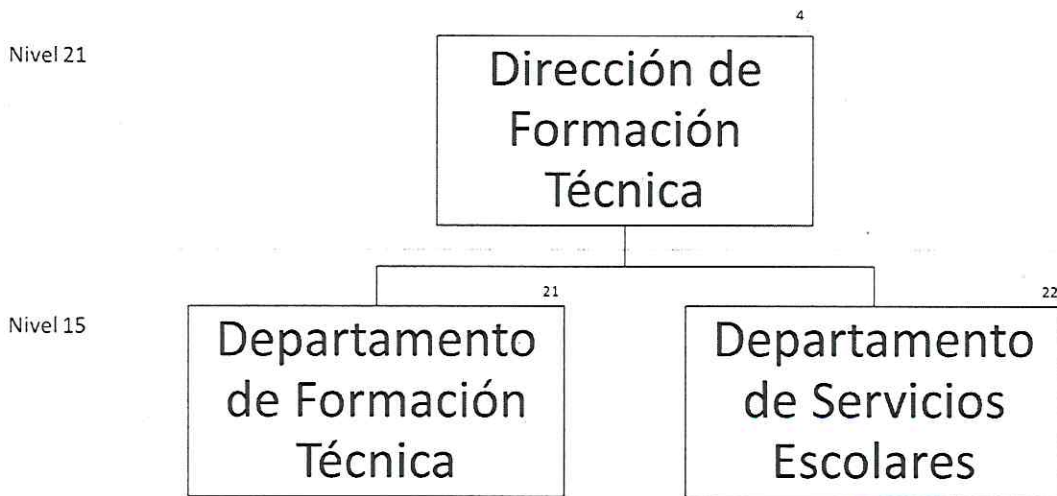 4
Nivel 21
Dirección de
Formación
Técnica
21
22
Nivel 15
Departamento
de Formación
Técnica
Departamento
de Servicios
Escolares